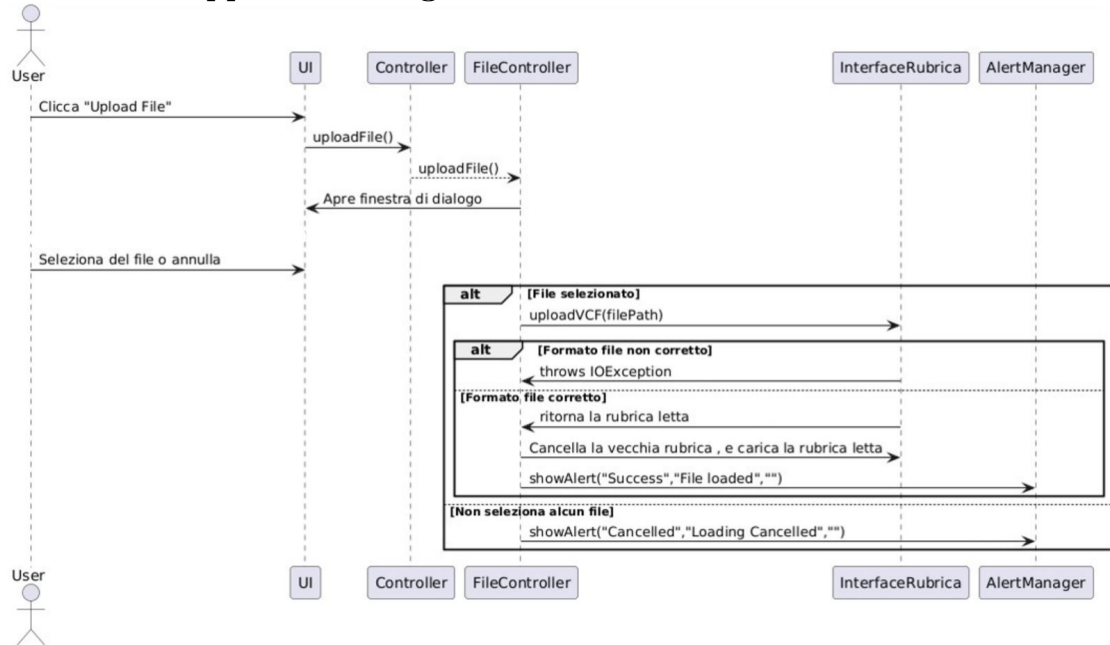 User
UI
Controller
FileController
InterfaceRubrica
AlertManager
Clicca "Upload File"
uploadFile()
uploadFile()
Apre finestra di dialogo
Seleziona del file o annulla
alt
[File selezionato]
uploadVCF(filePath)
alt
[Formato file non corretto]
throws IOException
[Formato file corretto]
ritorna la rubrica letta
Cancella la vecchia rubrica , e carica la rubrica letta
showAlert("Success","File loaded","")
[Non seleziona alcun file]
showAlert("Cancelled","Loading Cancelled","")
User
UI
Controller
FileController
InterfaceRubrica
AlertManager